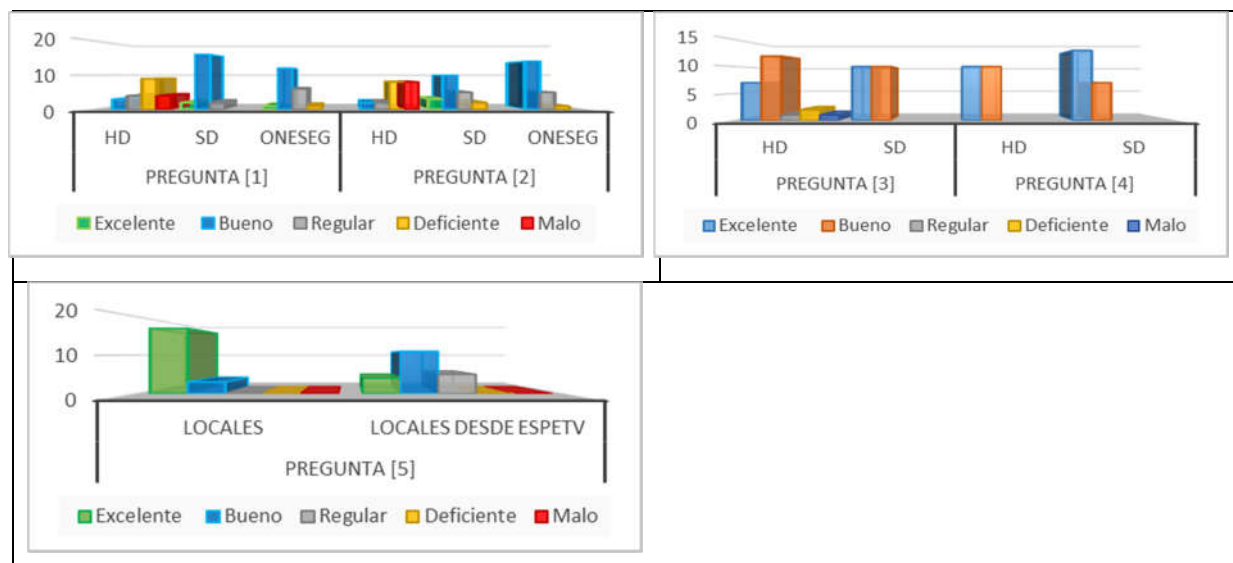 20
10
0
HD SD ONESEG HD SD ONESEG
PREGUNTA [1] PREGUNTA [2]
Excelente Bueno Regular Deficiente Malo
15
10
5
0
HD SD HD SD
PREGUNTA [3] PREGUNTA [4]
Excelente Bueno Regular Deficiente Malo
20
10
0
LOCALES LOCALES DESDE ESPETV
PREGUNTA [5]
Excelente Bueno Regular Deficiente Malo